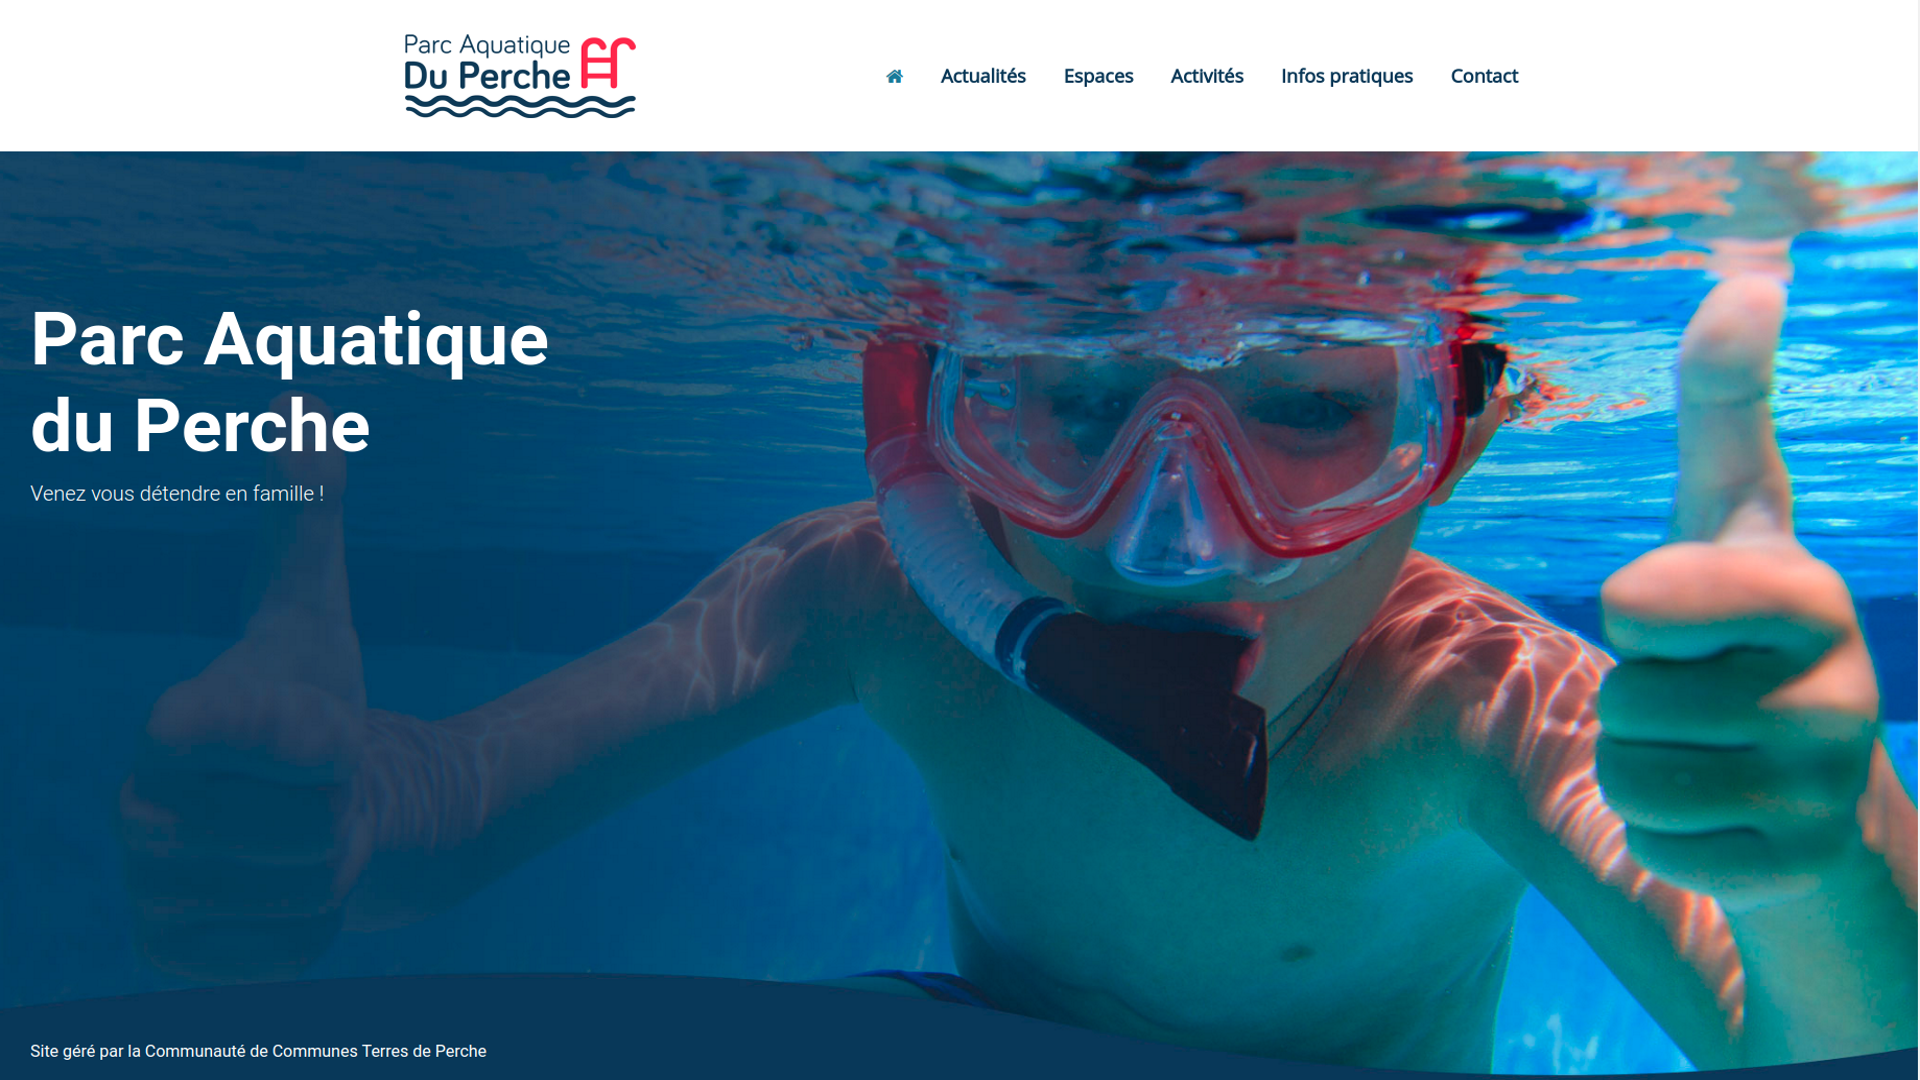 Parc Aquatique
Du Perche
Actualités
Espaces
Activités
Infos pratiques
Contact
Parc Aquatique
du Perche
Venez vous détendre en famille !
Site géré par la Communauté de Communes Terres de Perche